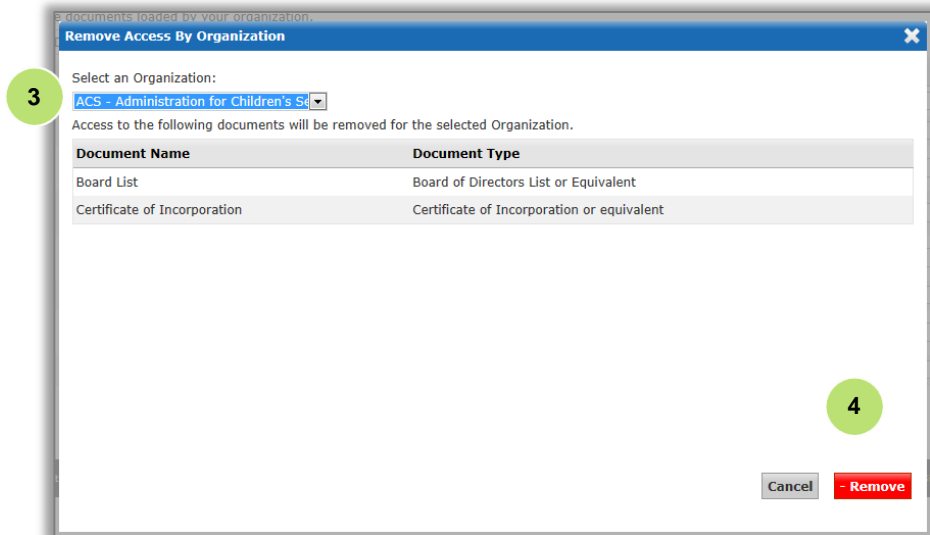 e documents loaded by your organization.
Remove Access By Organization
Select an Organization:
3
ACS - Administration for Children's Se
Access to the following documents will be removed for the selected Organization.
Document Name Document Type
Board List Board of Directors List or Equivalent
Certificate of Incorporation Certificate of Incorporation or equivalent
4
Cancel - Remove